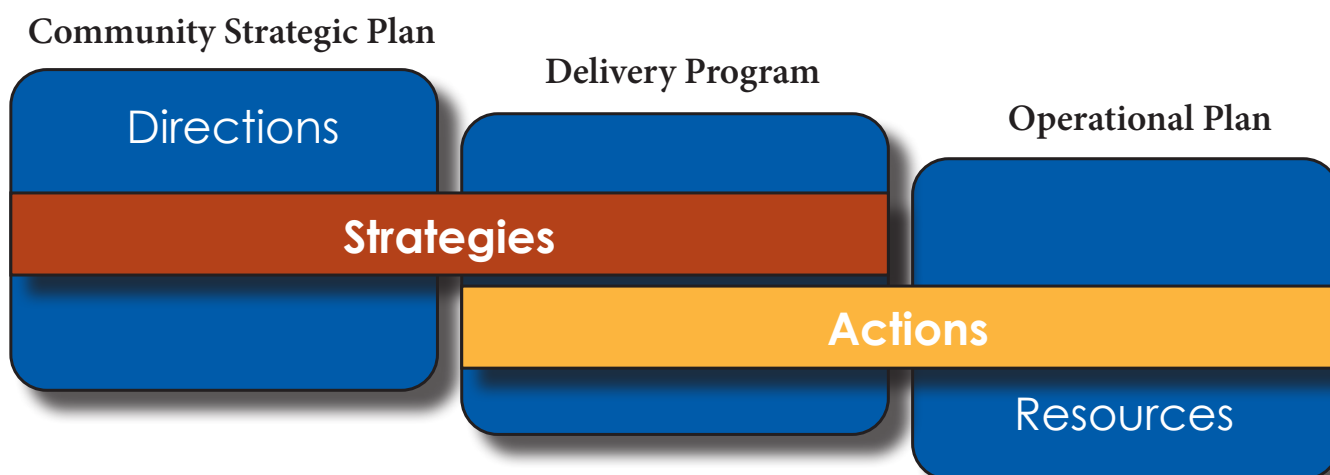 Community Strategic Plan
Delivery Program
Operational Plan
Directions
Strategies
Actions
Resources